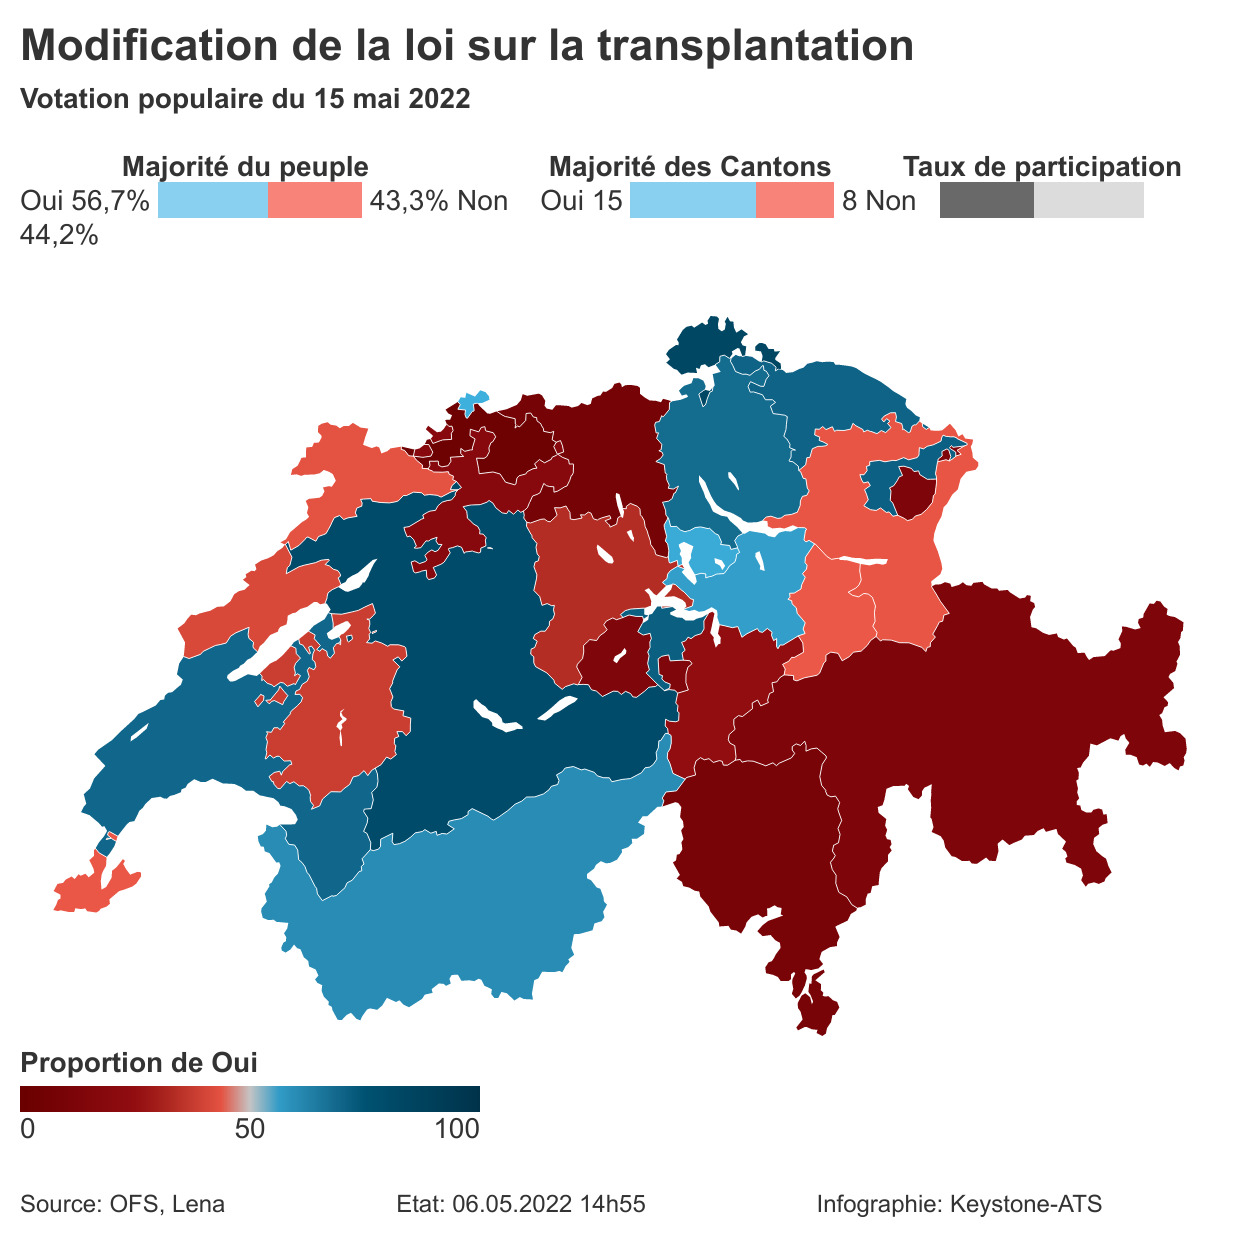 Modification de la loi sur la transplantation
Votation populaire du 15 mai 2022
Majorité du peuple
Oui 56,7% 43,3% Non
44,2%
Majorité des Cantons
Oui 15 8 Non
Taux de participation
Proportion de Oui
0 50 100
Source: OFS, Lena
Etat: 06.05.2022 14h55
Infographie: Keystone-ATS